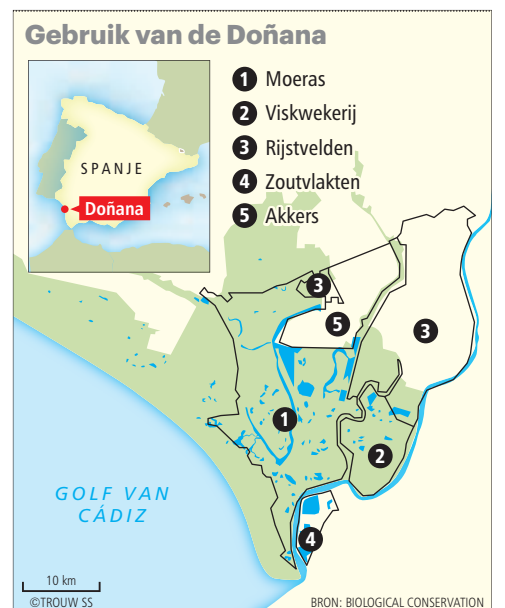 Gebruik van de Doñana
SPANJE
Doñana
1 Moeras
2 Viskwekerij
3 Rijstvelden
4 Zoutvlakten
5 Akkers
3
5
3
1
2
4
GOLF VAN
CÁDIZ
10 km
©TROUW SS
BRON: BIOLOGICAL CONSERVATION